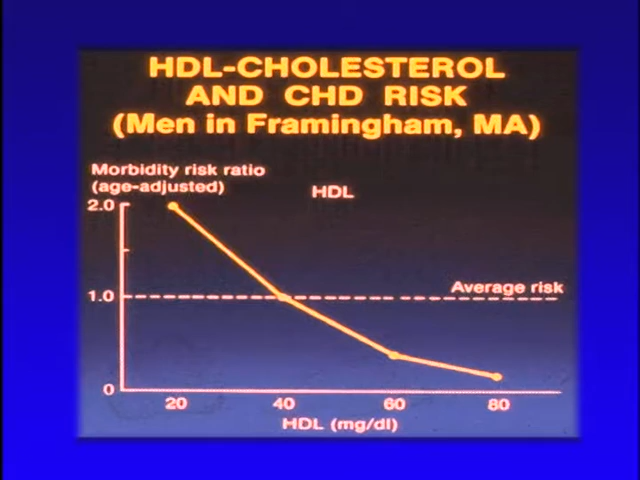 HDL-CHOLESTEROL
AND CHD RISK
(Men in Framingham, MA)
Morbidity risk ratio
(age-adjusted)
HDL
2.0
Average risk
1.0
0
20 40 60 80
HDL (mg/dl)